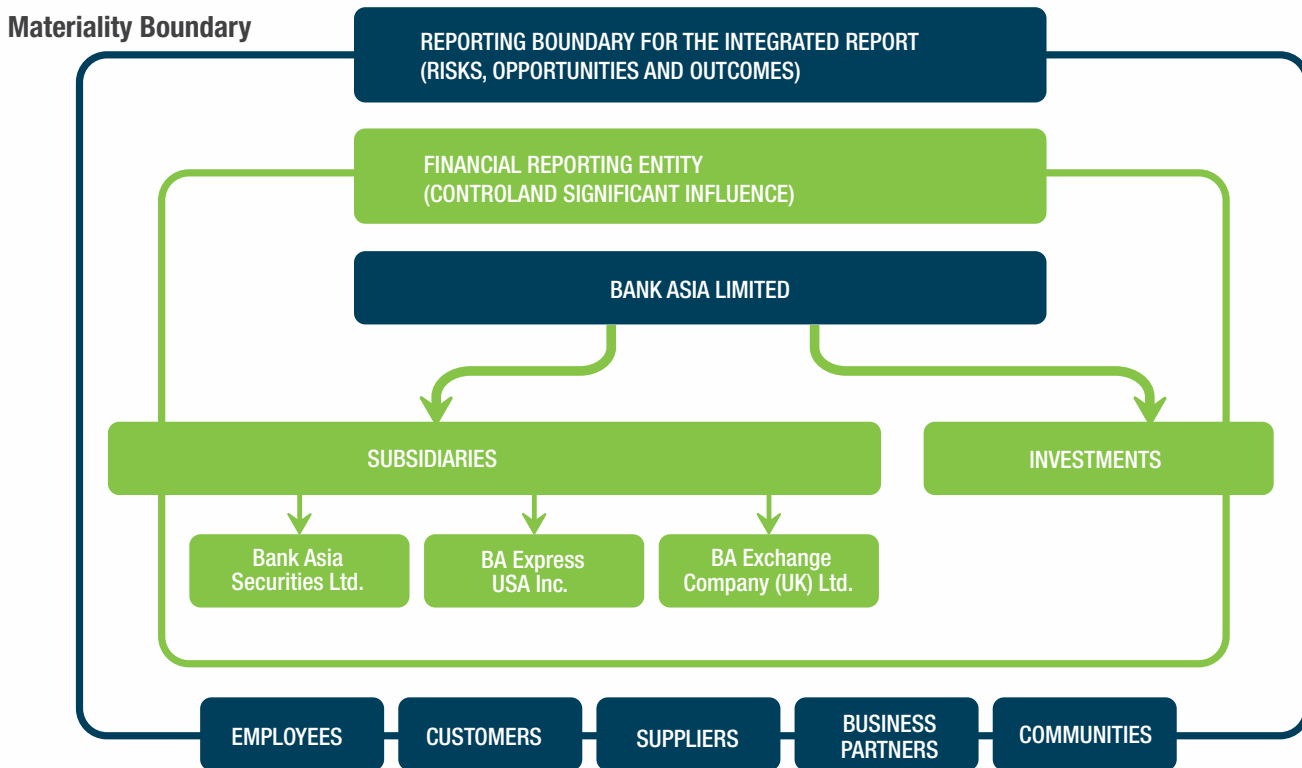 Materiality Boundary
REPORTING BOUNDARY FOR THE INTEGRATED REPORT
(RISKS, OPPORTUNITIES AND OUTCOMES)
FINANCIAL REPORTING ENTITY
(CONTROLAND SIGNIFICANT INFLUENCE)
BANK ASIA LIMITED
SUBSIDIARIES
INVESTMENTS
Bank Asia
Securities Ltd.
BA Express
USA Inc.
BA Exchange
Company (UK) Ltd.
EMPLOYEES
CUSTOMERS
SUPPLIERS
BUSINESS
PARTNERS
COMMUNITIES